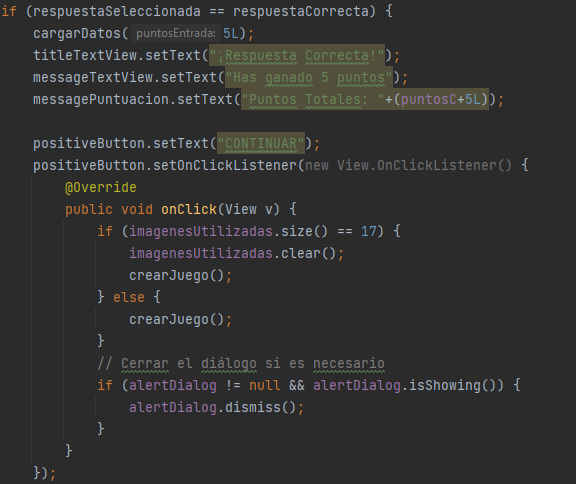 if (respuestaSeleccionada == respuestaCorrecta) {
cargarDatos( puntosEntrada: 5L);
titleTextView.setText("¡Respuesta Correcta!");
messageTextView.setText("Has ganado 5 puntos");
messagePuntuacion.setText("Puntos Totales: "+(puntosC+5L));
positiveButton.setText("CONTINUAR");
positiveButton.setOnClickListener(new View.OnClickListener() {
@Override
public void onClick(View v) {
if (imagenesUtilizadas.size() == 17) {
imagenesUtilizadas.clear();
crearJuego();
} else {
crearJuego();
}
// Cerrar el diálogo si es necesario
if (alertDialog != null && alertDialog.isShowing()) {
alertDialog.dismiss();
}
}
});